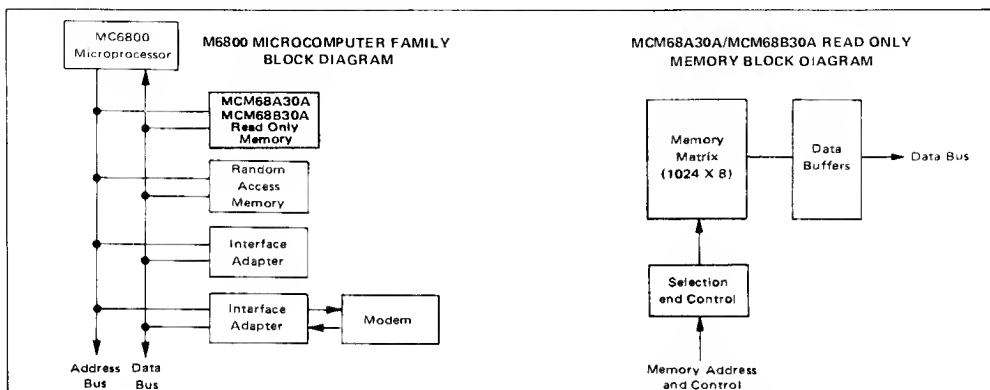 MC6800
Microprocessor
M6800 MICROCOMPUTER FAMILY
BLOCK DIAGRAM
MCM68A30A
MCM68B30A
Read Only
Memory
Random
Access
Memory
Interface
Adapter
Interface
Adapter
Modem
Address
Bus
Data
Bus
MCM68A30A/MCM68B30A READ ONLY
MEMORY BLOCK DIAGRAM
Memory
Matrix
(1024 X 8)
Data
Buffers
Data Bus
Selection
end Control
Memory Address
and Control